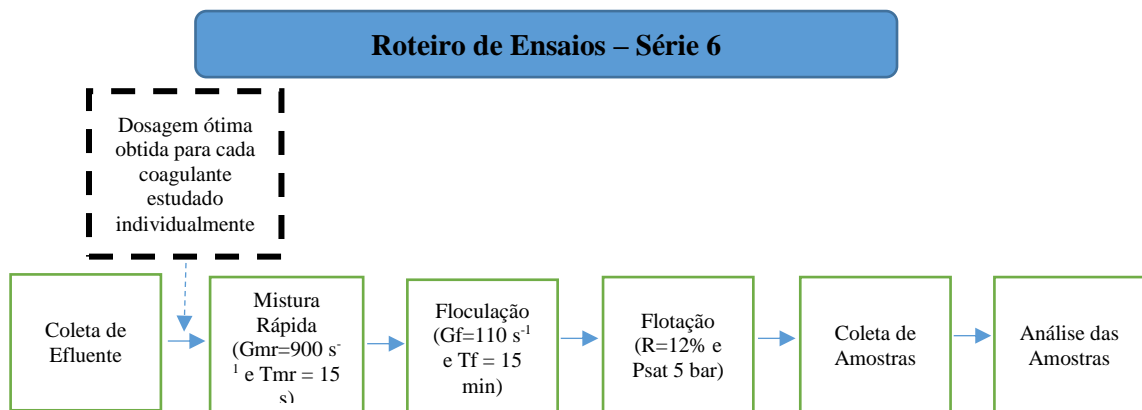 Roteiro de Ensaios – Série 6
Dosagem ótima
obtida para cada
coagulante
estudado
individualmente
Coleta de
Efluente
Mistura
Rápida
(Gmr=900 s-
1 e Tmr = 15
s)
Floculação
(Gf=110 s-1
e Tf = 15
min)
Flotação
(R=12% e
Psat 5 bar)
Coleta de
Amostras
Análise das
Amostras